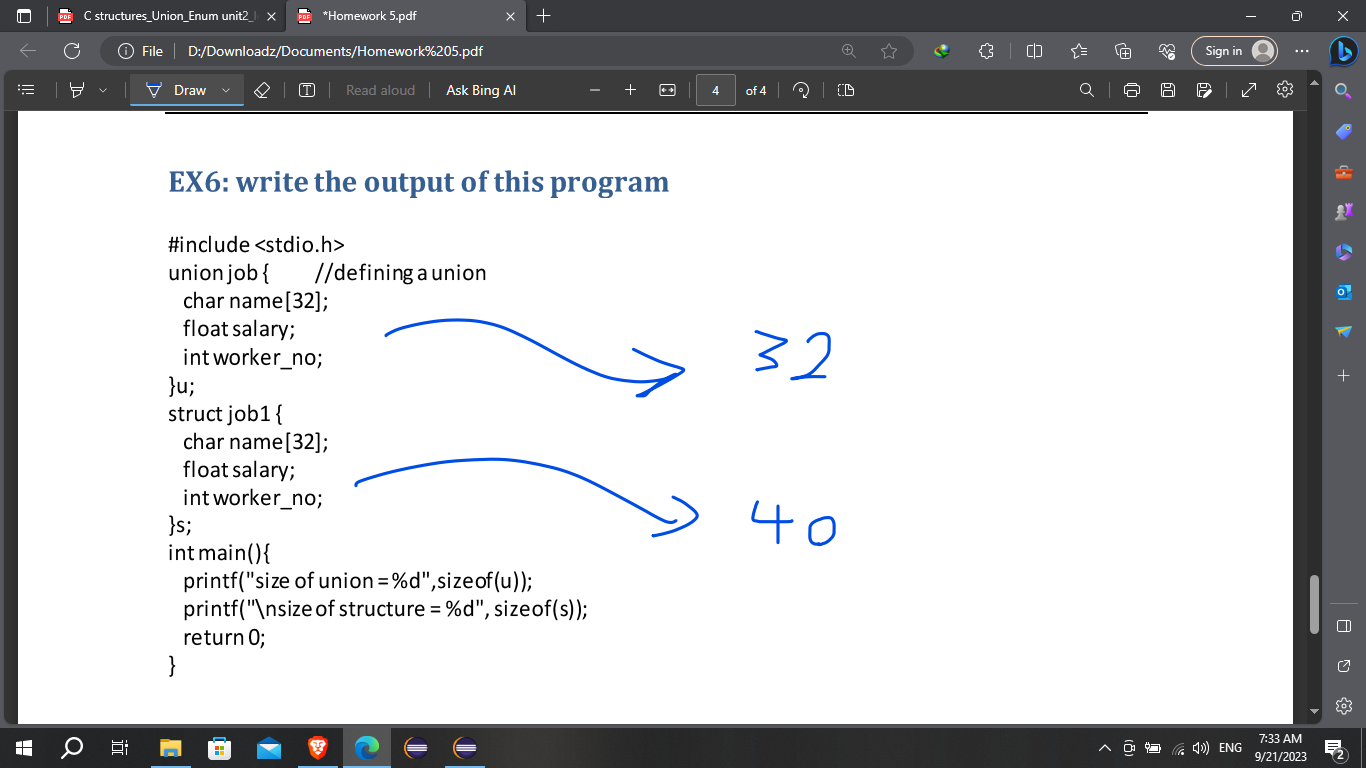 C structures_Union_Enum unit2_
*Homework 5.pdf
File
D:/Downloadz/Documents/Homework%205.pdf
Sign in
Draw
Read aloud
Ask Bing AI
4
of 4
EX6: write the output of this program
#include <stdio.h>
union job { //defining a union
char name[32];
float salary;
int worker_no;
}u;
struct job1 {
char name[32];
float salary;
int worker_no;
}s;
int main(){
printf("size of union = %d",sizeof(u));
printf("\nsize of structure = %d", sizeof(s));
return 0;
}
32
40
ENG
7:33 AM
9/21/2023
2